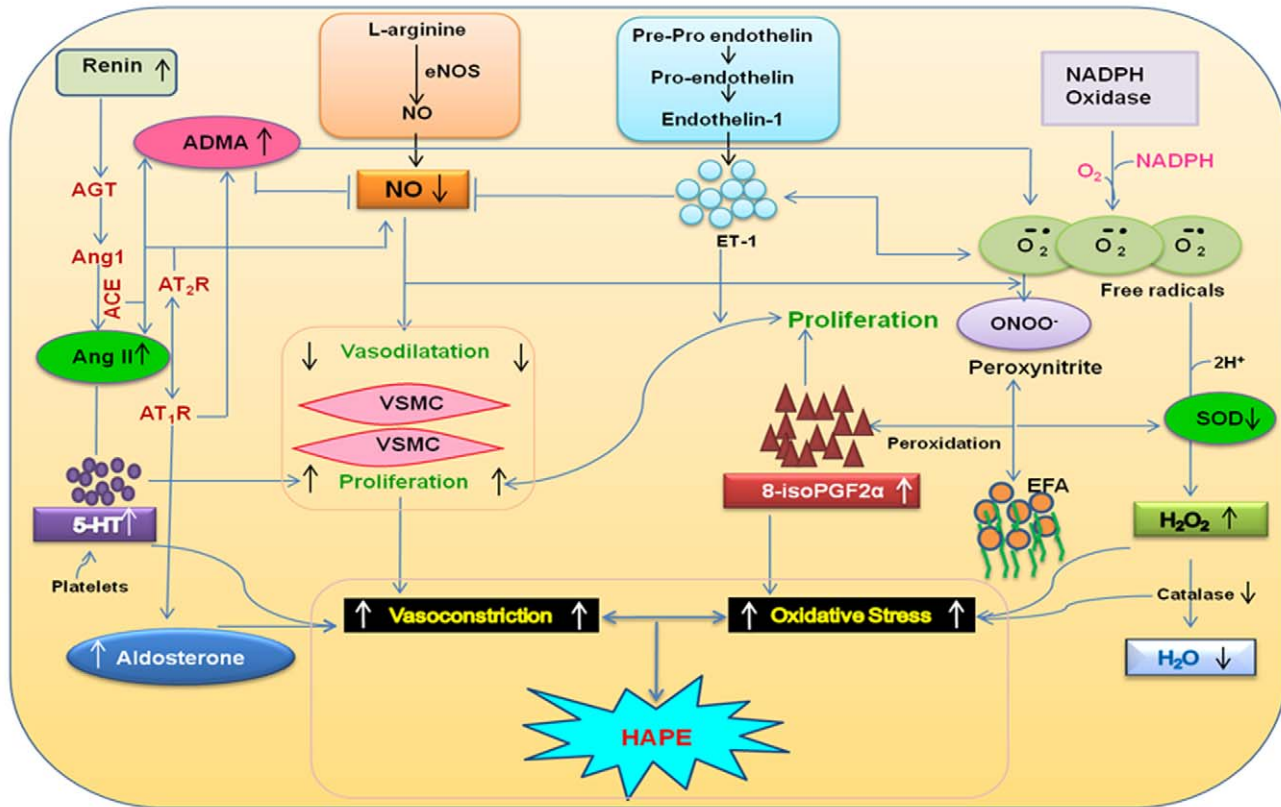 Renin ↑
L-arginine
eNOS
NO
Pre-Pro endothelin
Pro-endothelin
Endothelin-1
NADPH
Oxidase
ADMA ↑
NO ↓
ET-1
O₂
NADPH
O₂⁻•
O₂⁻•
O₂⁻•
Free radicals
AGT
Ang1
ACE
AT₂R
Ang II ↑
AT₁R
↓ Vasodilatation ↓
VSMC
VSMC
↑ Proliferation ↑
Proliferation
ONOO⁻
Peroxynitrite
2H⁺
SOD ↓
Peroxidation
8-isoPGF2α ↑
EFA
H₂O₂ ↑
5-HT ↑
Platelets
Catalase ↓
↑ Vasoconstriction ↑
↑ Oxidative Stress ↑
↑ Aldosterone
H₂O ↓
HAPE